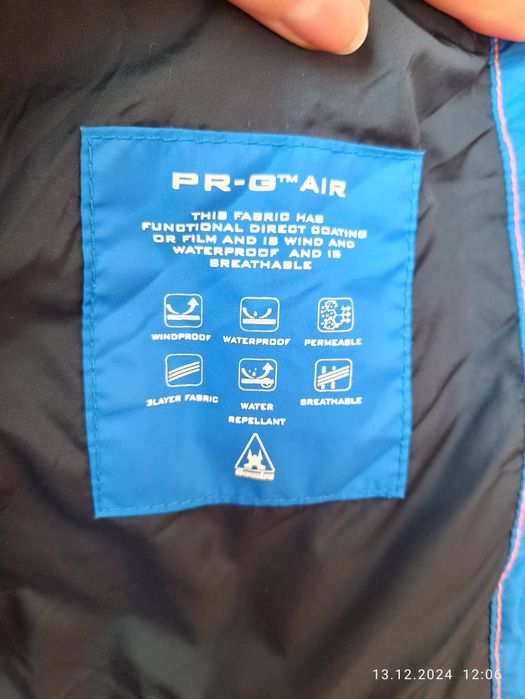 PR-G™ AIR
THIS FABRIC HAS
FUNCTIONAL DIRECT COATING
OR FILM AND IS WIND AND
WATERPROOF AND IS
BREATHABLE
WINDPROOF WATERPROOF PERMEABLE
3LAYER FABRIC WATER REPELLANT BREATHABLE
13.12.2024 12:06